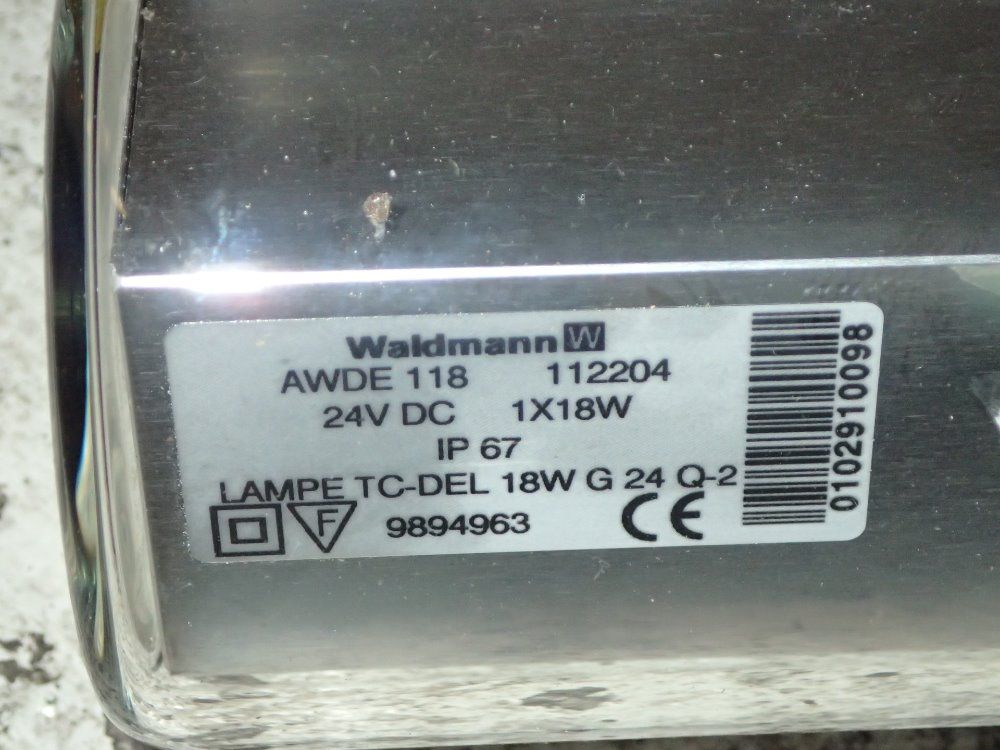 Waldmann W
AWDE 118 112204
24V DC 1X18W
IP 67
LAMPE TC-DEL 18W G 24 Q-2
F 9894963 CE
0102910098